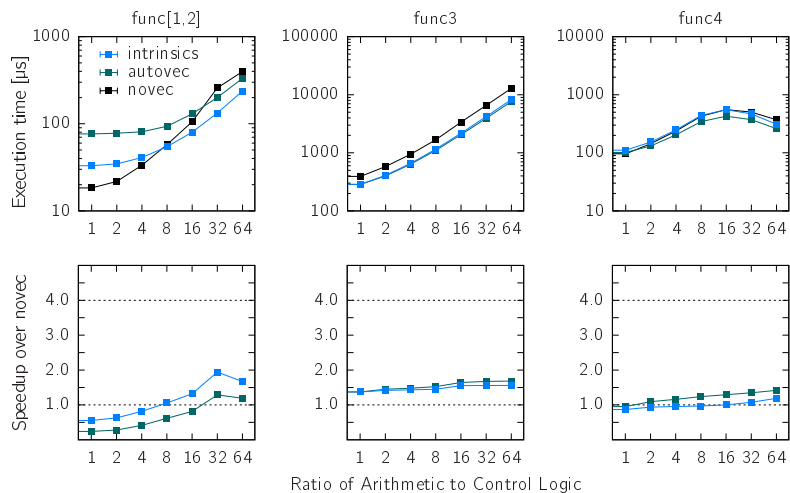 func[1,2] func3 func4
1000 100000 10000
intrinsics
autovec
novec
Execution time [µs]
100 10000 1000
1000 100
10 100 10
1 2 4 8 16 32 64 1 2 4 8 16 32 64 1 2 4 8 16 32 64
Speedup over novec
4.0 4.0 4.0
3.0 3.0 3.0
2.0 2.0 2.0
1.0 1.0 1.0
1 2 4 8 16 32 64 1 2 4 8 16 32 64 1 2 4 8 16 32 64
Ratio of Arithmetic to Control Logic